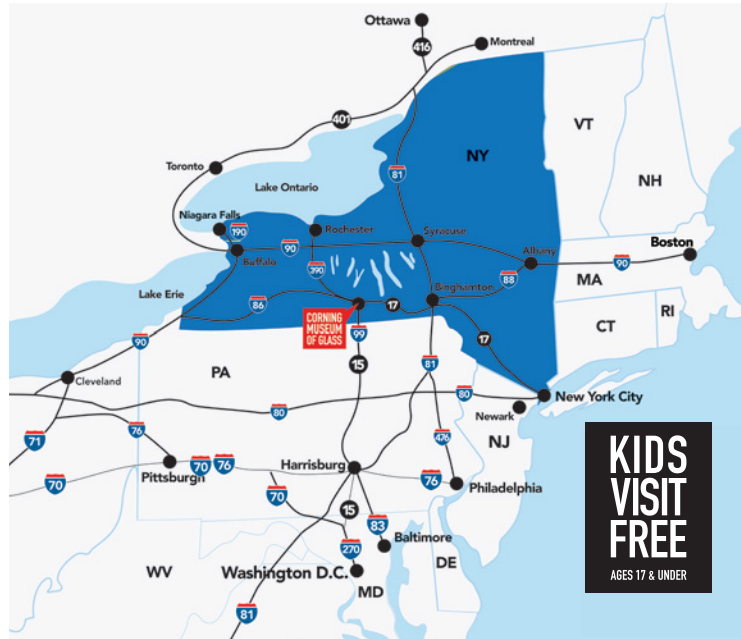 Ottawa
416
Montreal
401
VT
NY
Toronto
81
NH
Lake Ontario
Niagara Falls
190
Rochester
Syracuse
Boston
90
Albany
90
Buffalo
390
88
MA
Lake Erie
86
Binghamton
17
RI
CORNING
MUSEUM
OF GLASS
99
17
CT
90
15
81
PA
Cleveland
80
80
New York City
Newark
71
76
476
NJ
KIDS
VISIT
FREE
AGES 17 & UNDER
70
Pittsburgh
70
76
Harrisburg
70
76
Philadelphia
15
83
Baltimore
270
DE
WV
Washington D.C.
MD
81